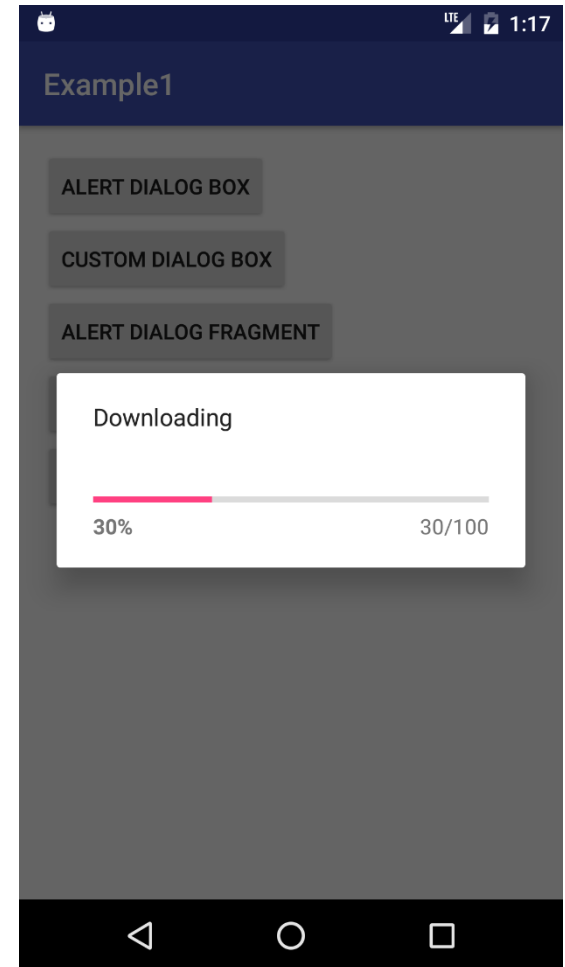 LTE 1:17
Example1
ALERT DIALOG BOX
CUSTOM DIALOG BOX
ALERT DIALOG FRAGMENT
Downloading
30% 30/100